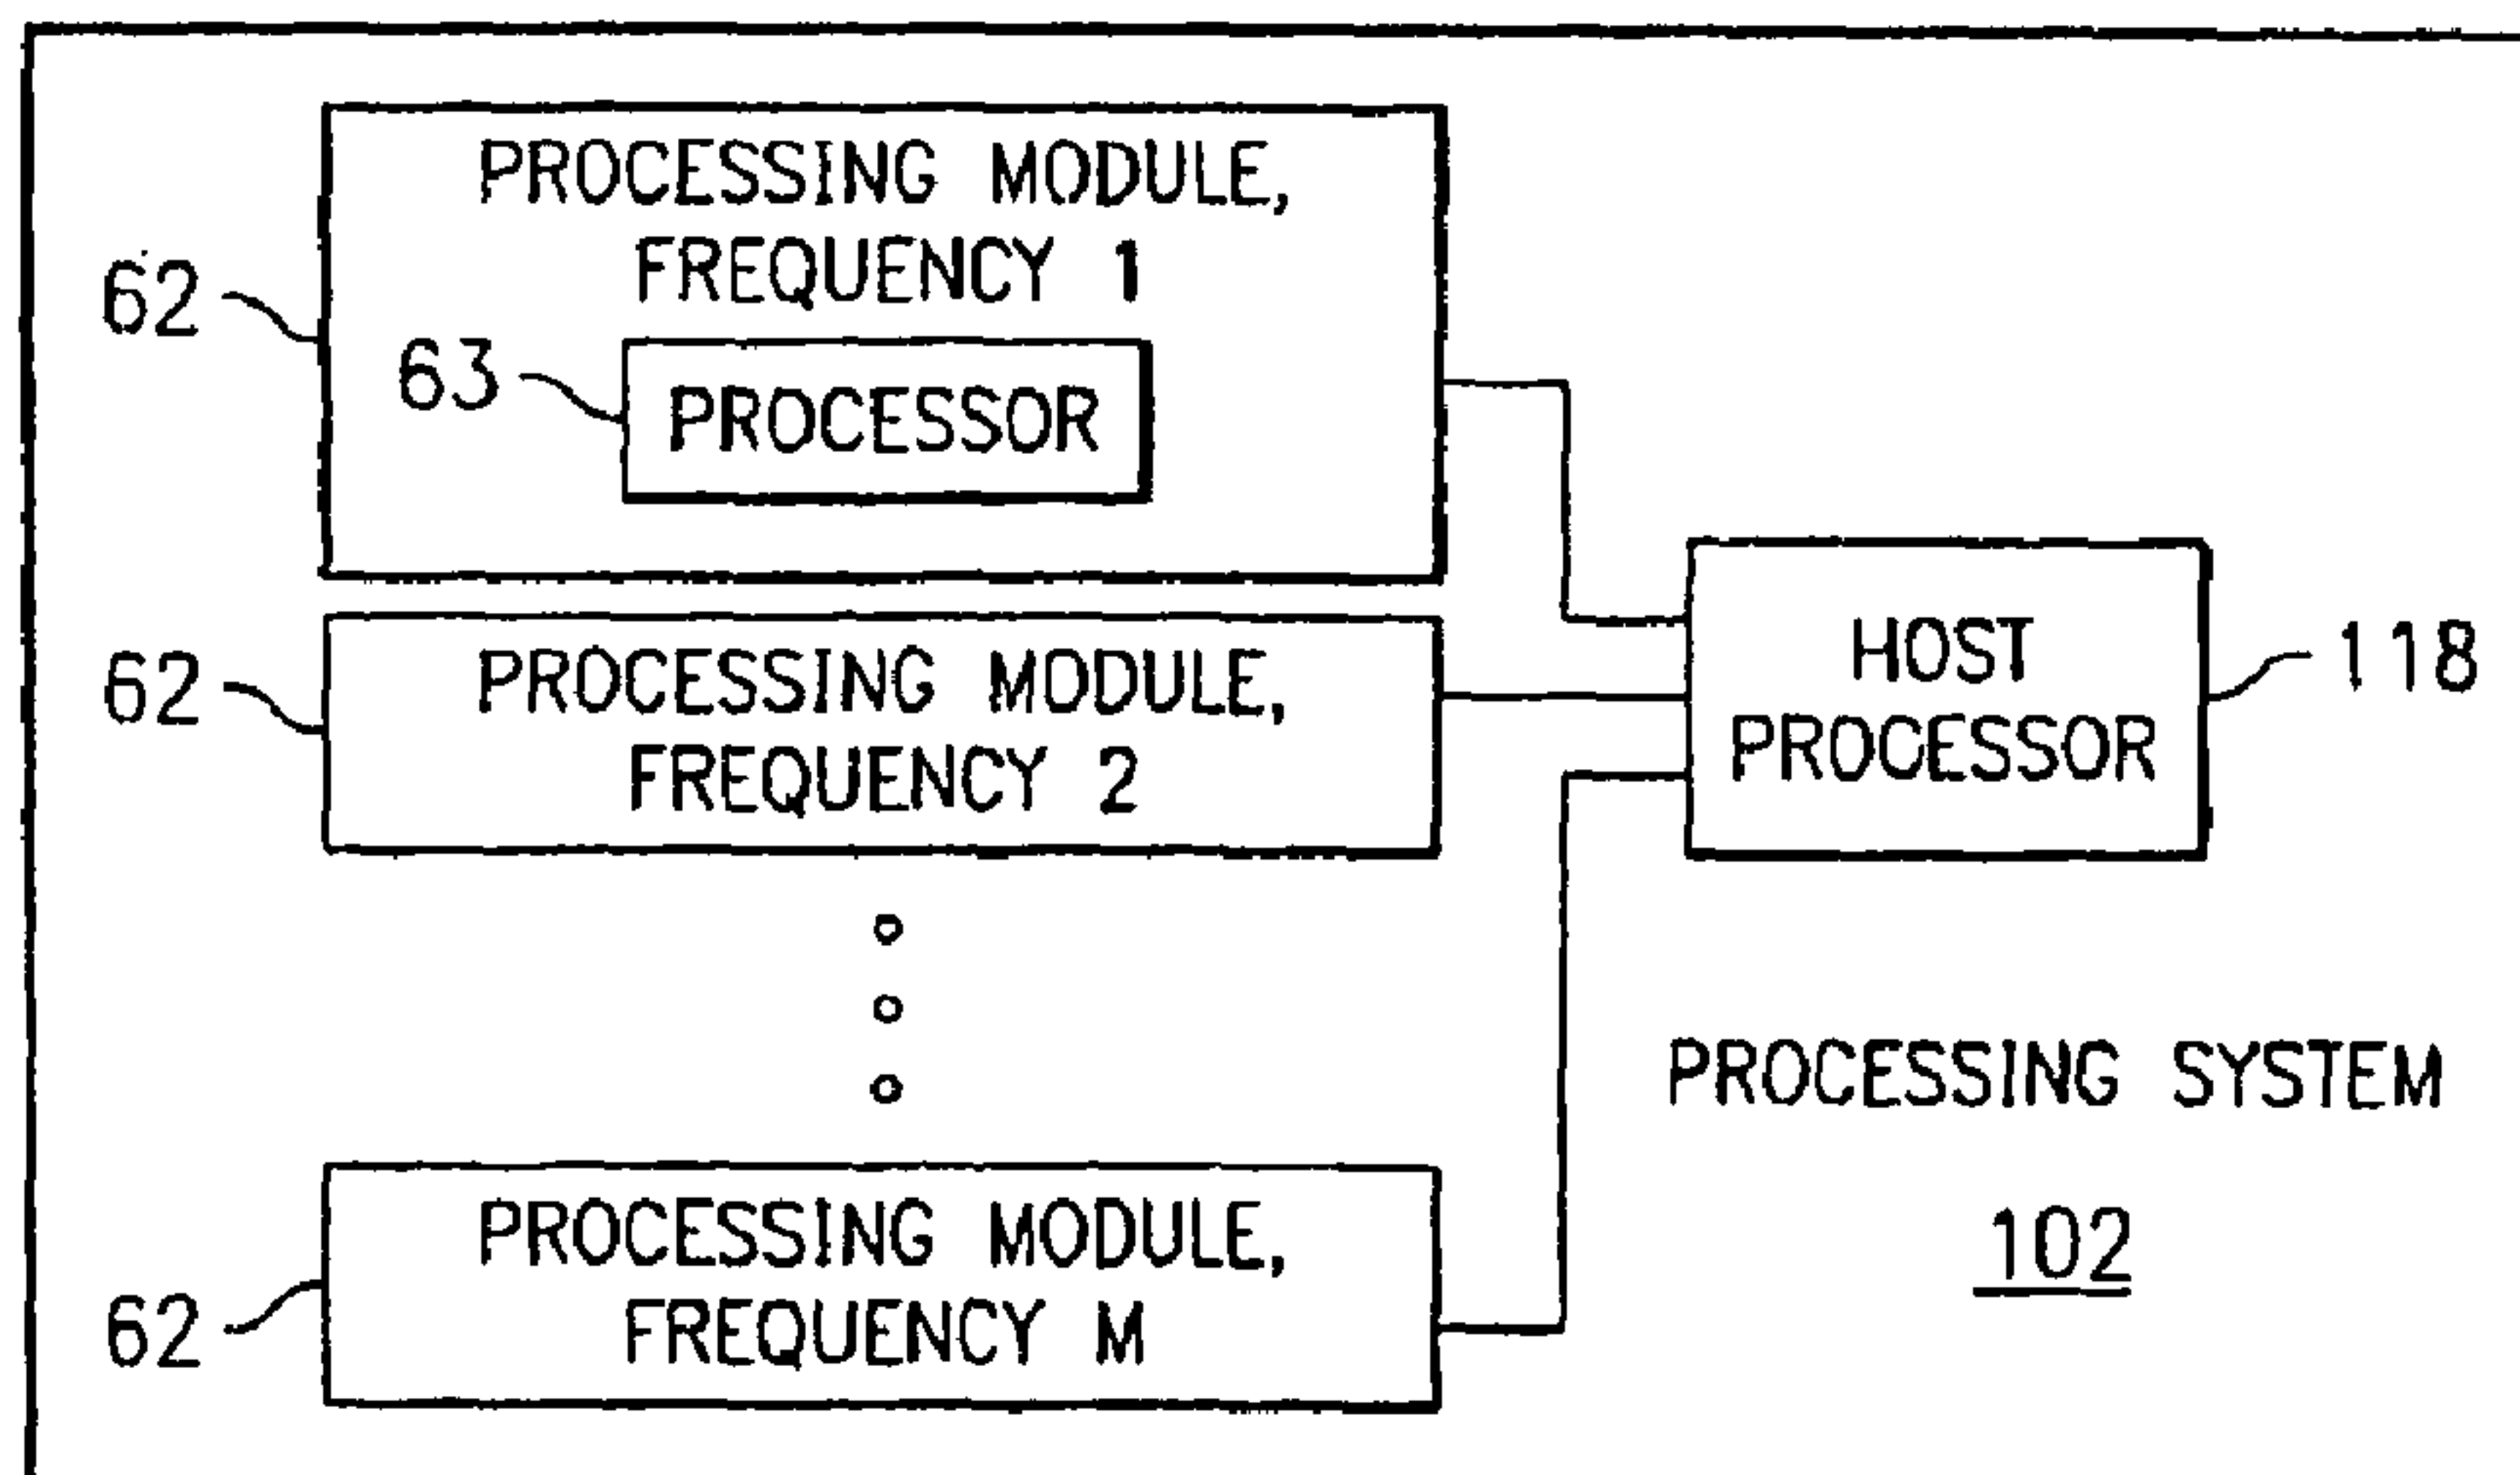 PROCESSING MODULE,
FREQUENCY 1
62
63
PROCESSOR
62
PROCESSING MODULE,
FREQUENCY 2
HOST
PROCESSOR
118
PROCESSING SYSTEM
102
PROCESSING MODULE,
FREQUENCY M
62